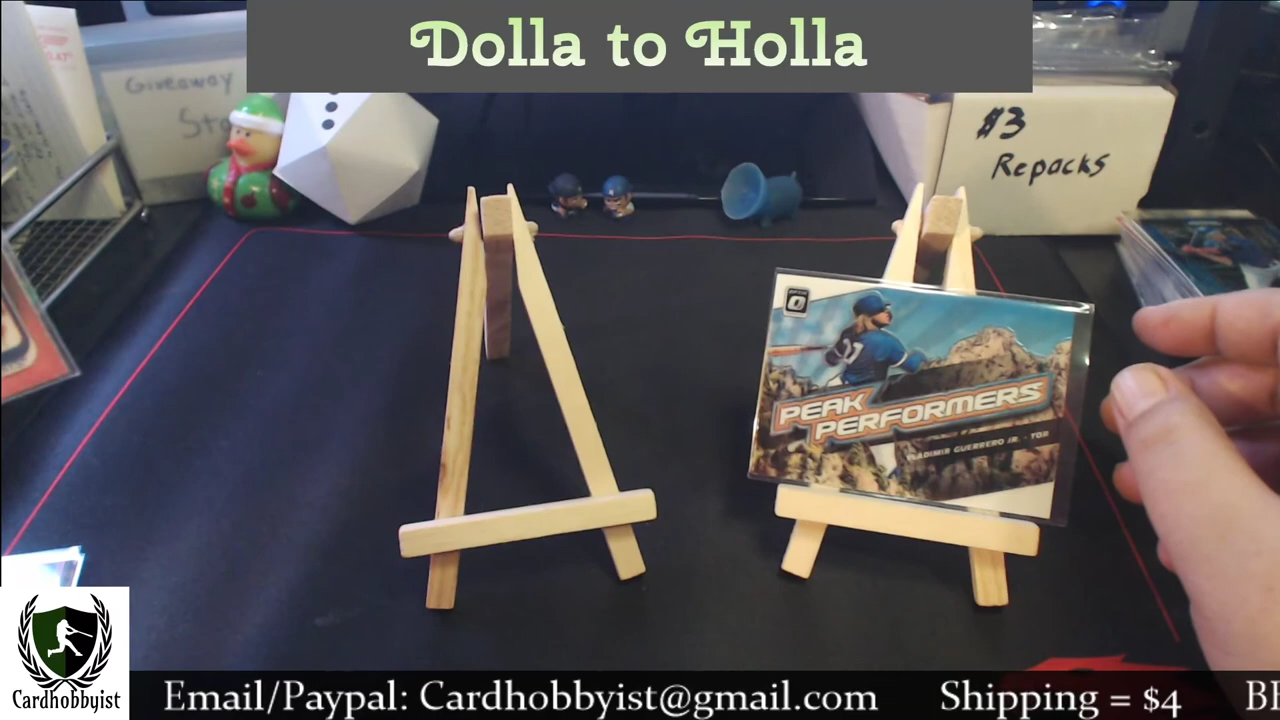 Dolla to Holla
Giveaway
$3
Repacks
OPTIC
PEAK
PERFORMERS
VLADIMIR GUERRERO JR. - TOR
Cardhobbyist
Email/Paypal: Cardhobbyist@gmail.com Shipping = $4